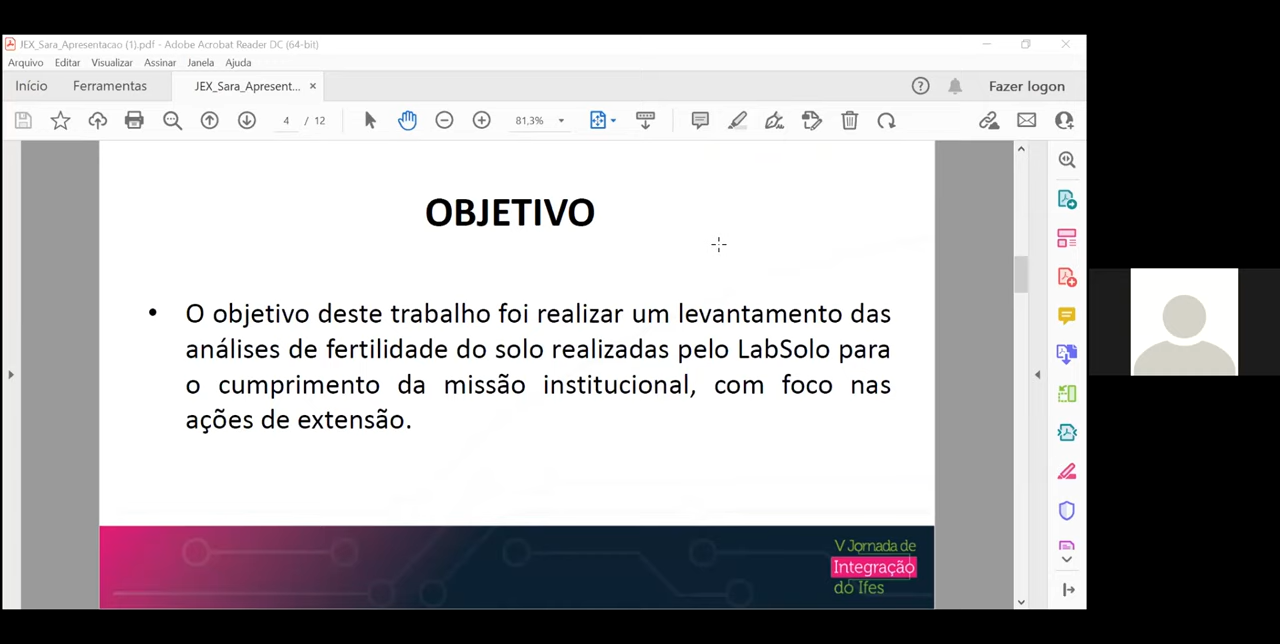 JEX_Sara_Apresentacao (1).pdf - Adobe Acrobat Reader DC (64-bit)
Arquivo Editar Visualizar Assinar Janela Ajuda
Início Ferramentas JEX_Sara_Apresent... × Fazer logon
4 / 12 81,3%
OBJETIVO
• O objetivo deste trabalho foi realizar um levantamento das
análises de fertilidade do solo realizadas pelo LabSolo para
o cumprimento da missão institucional, com foco nas
ações de extensão.
V Jornada de
Integração
do Ifes